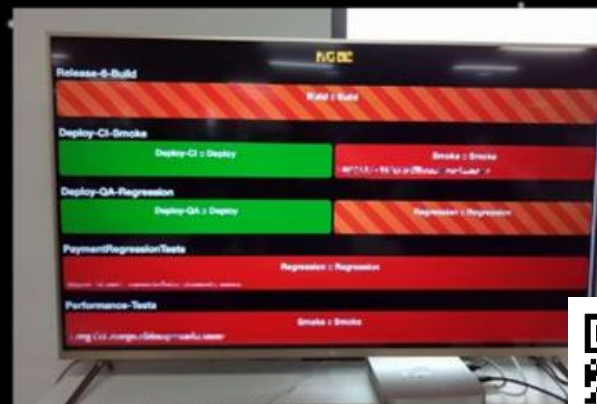 Release-6-Build
Build :: Build
Deploy-CI-Smoke
Deploy-CI :: Deploy
Smoke :: Smoke
Deploy-QA-Regression
Deploy-QA :: Deploy
Regression :: Regression
PaymentRegressionTests
Regression :: Regression
Performance-Tests
Smoke :: Smoke